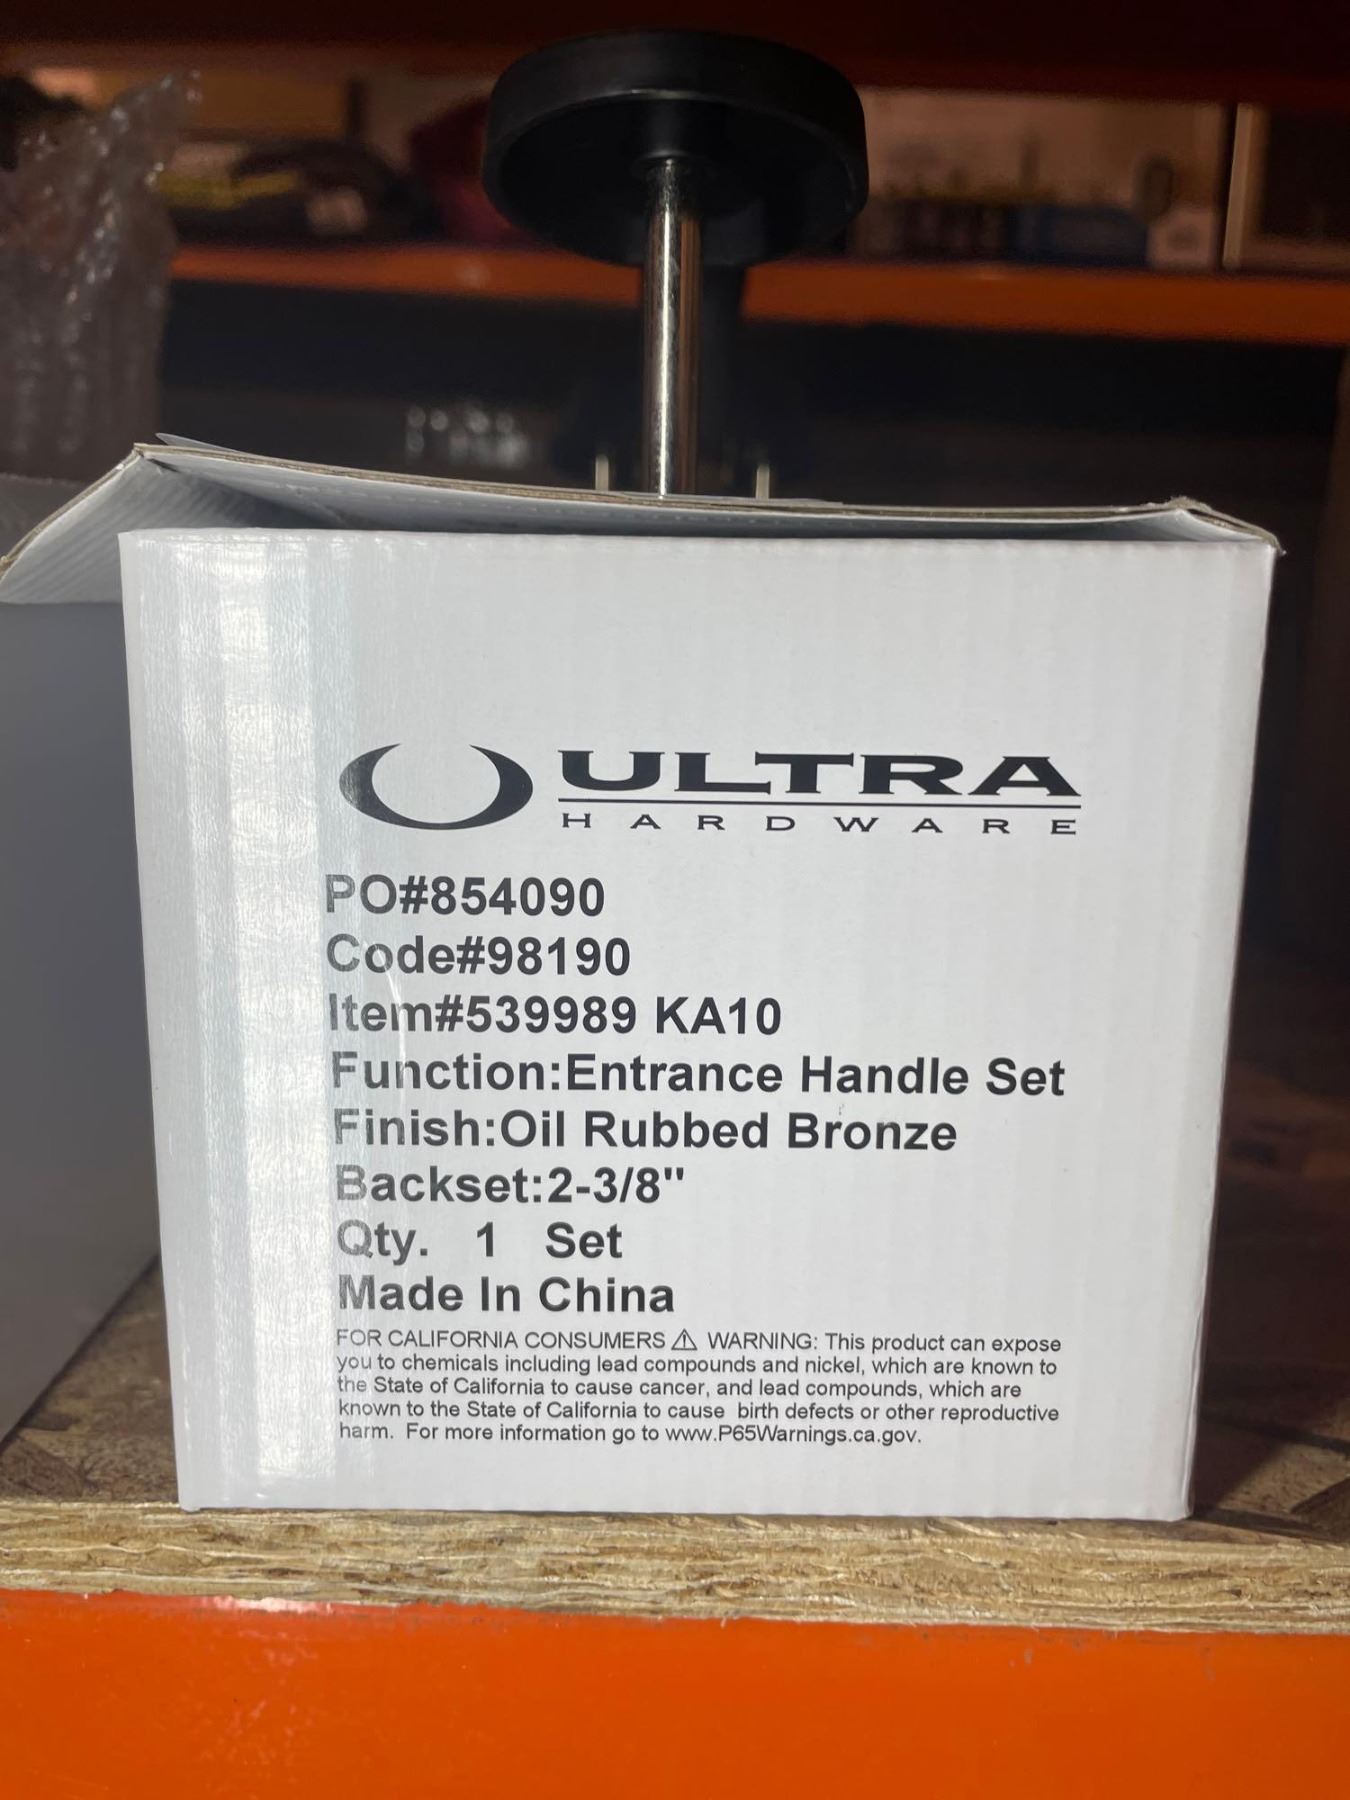 ULTRA
HARDWARE
PO#854090
Code#98190
Item#539989 KA10
Function:Entrance Handle Set
Finish:Oil Rubbed Bronze
Backset:2-3/8"
Qty. 1 Set
Made In China
FOR CALIFORNIA CONSUMERS ⚠ WARNING: This product can expose
you to chemicals including lead compounds and nickel, which are known to
the State of California to cause cancer, and lead compounds, which are
known to the State of California to cause birth defects or other reproductive
harm. For more information go to www.P65Warnings.ca.gov.